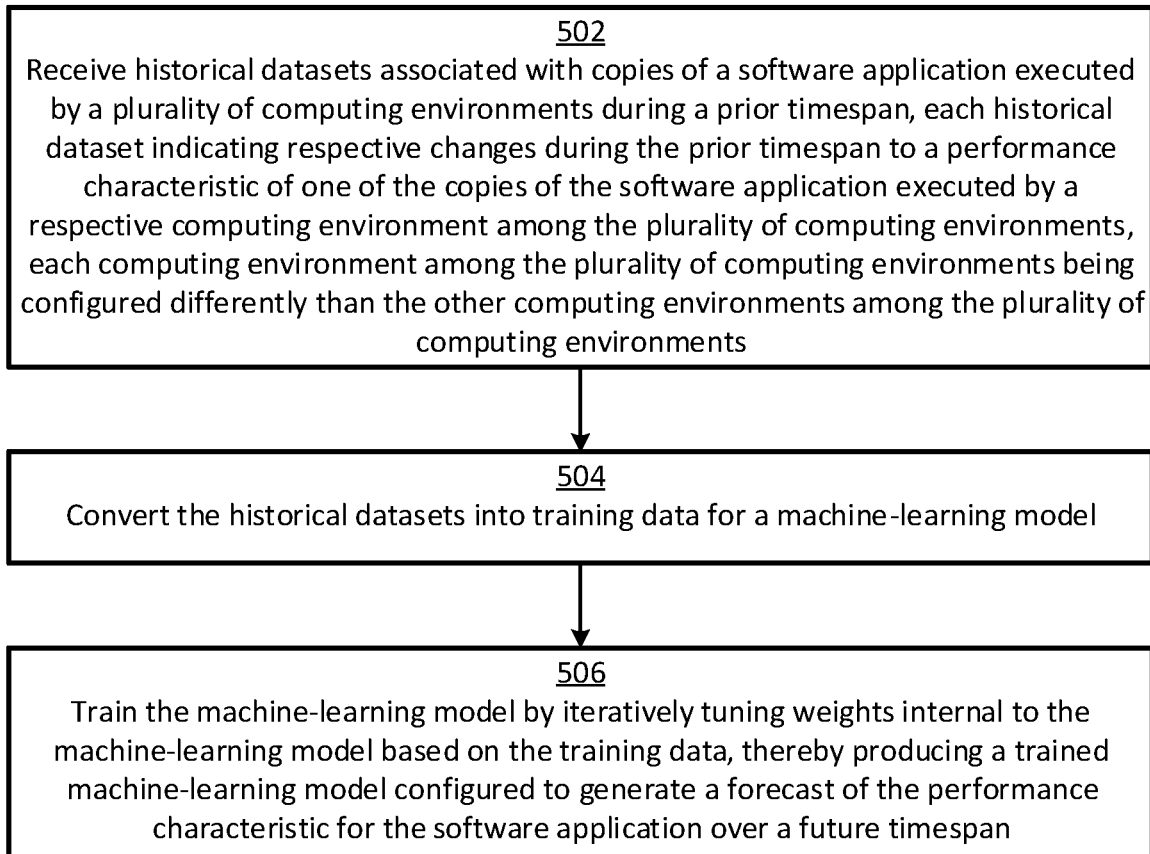 502
Receive historical datasets associated with copies of a software application executed
by a plurality of computing environments during a prior timespan, each historical
dataset indicating respective changes during the prior timespan to a performance
characteristic of one of the copies of the software application executed by a
respective computing environment among the plurality of computing environments,
each computing environment among the plurality of computing environments being
configured differently than the other computing environments among the plurality of
computing environments
504
Convert the historical datasets into training data for a machine-learning model
506
Train the machine-learning model by iteratively tuning weights internal to the
machine-learning model based on the training data, thereby producing a trained
machine-learning model configured to generate a forecast of the performance
characteristic for the software application over a future timespan